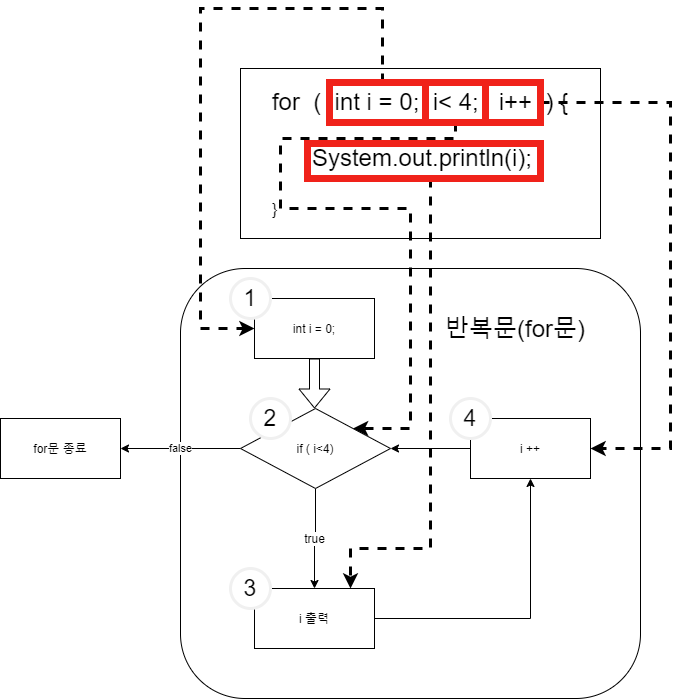 for ( int i = 0; i< 4; i++ ) {
System.out.println(i);
}
반복문(for문)
1
int i = 0;
2
if ( i<4)
4
i ++
false
for문 종료
true
3
i 출력